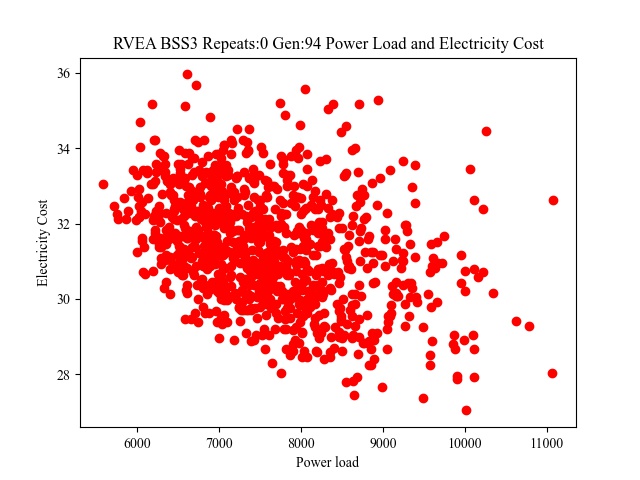 RVEA BSS3 Repeats:0 Gen:94 Power Load and Electricity Cost
36
34
32
30
28
Electricity Cost
6000 7000 8000 9000 10000 11000
Power load